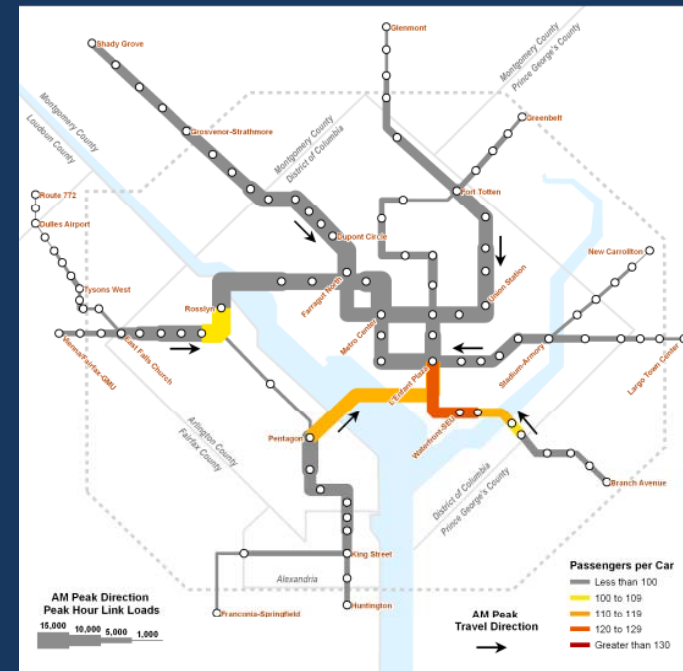 Glenmont
Shady Grove
Montgomery County
Prince George's County
Greenbelt
Montgomery County
Loudoun County
Grosvenor-Strathmore
Montgomery County
District of Columbia
Fort Totten
Route 772
Dulles Airport
Dupont Circle
New Carrollton
Tysons West
Farragut North
Union Station
Rosslyn
Metro Center
Vienna/Fairfax-GMU
East Falls Church
Stadium-Armory
Largo Town Center
L'Enfant Plaza
Arlington County
Fairfax County
Pentagon
Waterfront-SEU
District of Columbia
Prince George's County
Branch Avenue
King Street
Alexandria
Franconia-Springfield
Huntington
AM Peak Direction
Peak Hour Link Loads
15,000 10,000 5,000 1,000
AM Peak
Travel Direction
Passengers per Car
Less than 100
100 to 109
110 to 119
120 to 129
Greater than 130